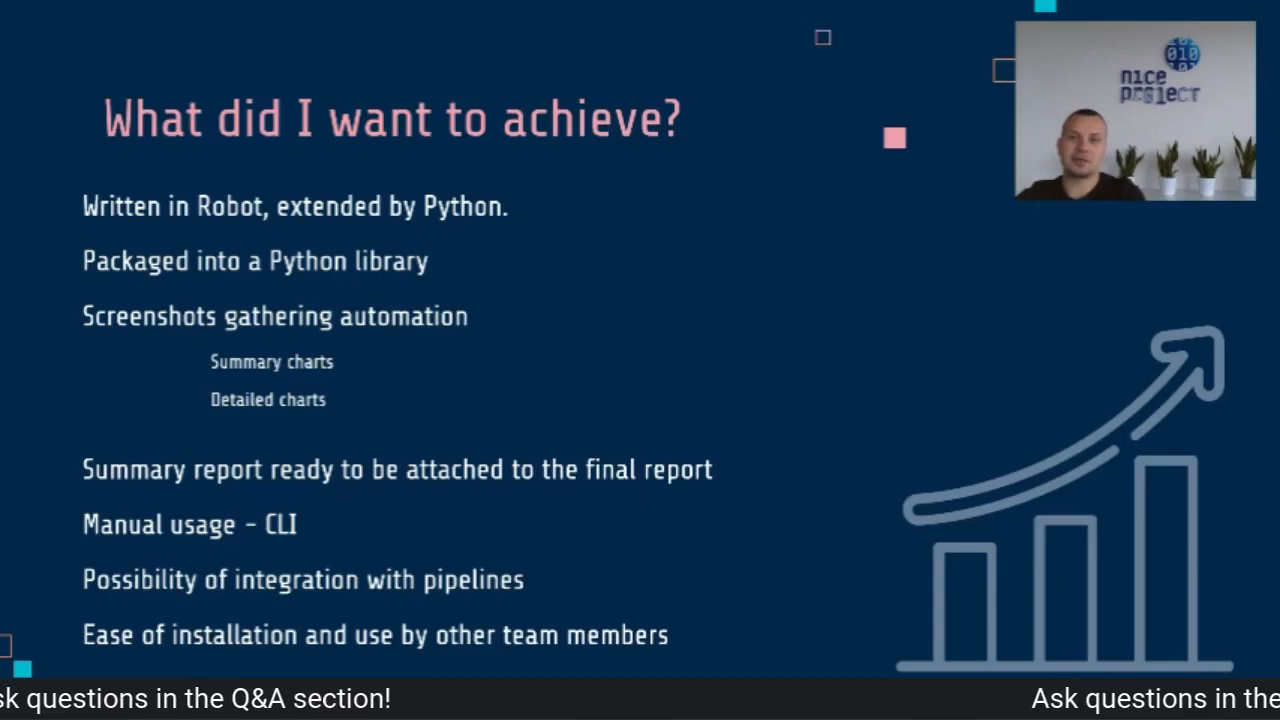 What did I want to achieve?
Written in Robot, extended by Python.
Packaged into a Python library
Screenshots gathering automation
Summary charts
Detailed charts
Summary report ready to be attached to the final report
Manual usage - CLI
Possibility of integration with pipelines
Ease of installation and use by other team members
010
nice
project
sk questions in the Q&A section!
Ask questions in the